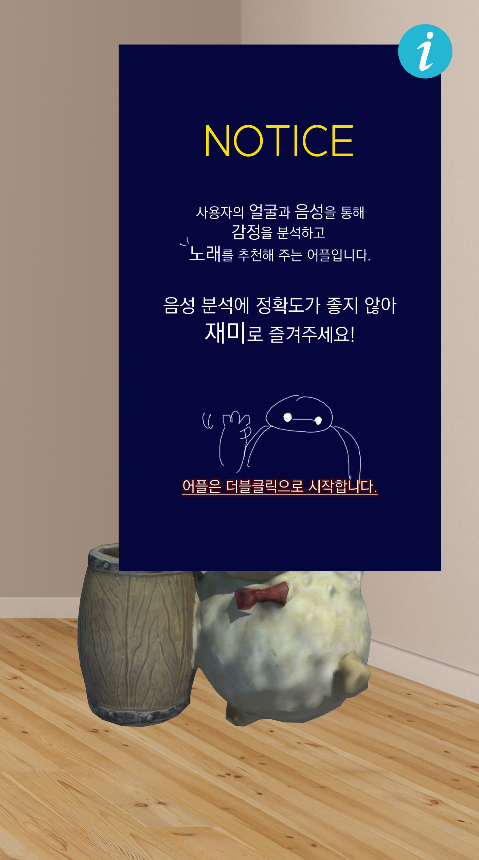 i
NOTICE
사용자의 얼굴과 음성을 통해
감정을 분석하고
노래를 추천해 주는 어플입니다.
음성 분석에 정확도가 좋지 않아
재미로 즐겨주세요!
어플은 더블클릭으로 시작합니다.